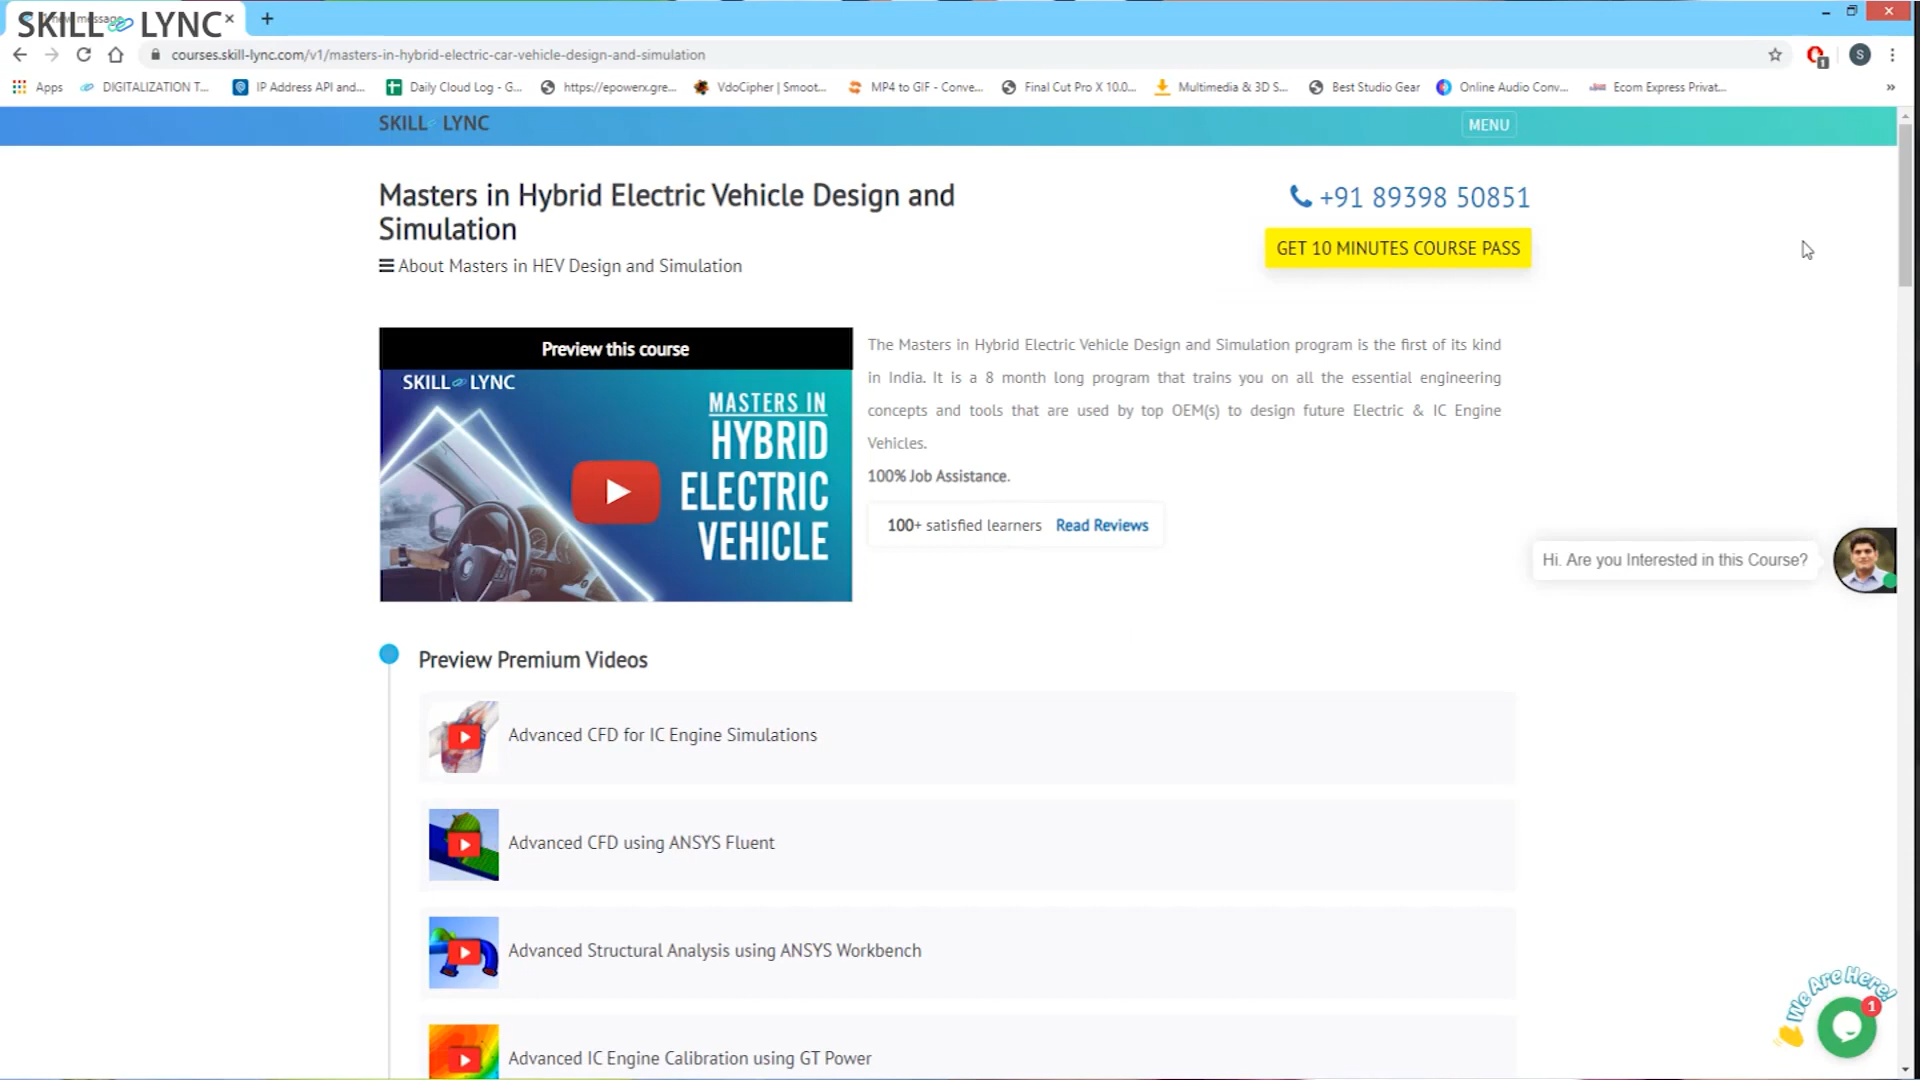 SKILL LYNC
courses.skill-lync.com/v1/masters-in-hybrid-electric-car-vehicle-design-and-simulation
S
1
Apps
DIGITALIZATION T...
IP Address API and...
Daily Cloud Log - G...
https://epowerx.gre...
VdoCipher | Smoot...
MP4 to GIF - Conve...
Final Cut Pro X 10.0...
Multimedia & 3D S...
Best Studio Gear
Online Audio Conv...
Ecom Express Privat...
SKILL LYNC
MENU
Masters in Hybrid Electric Vehicle Design and
Simulation
+91 89398 50851
GET 10 MINUTES COURSE PASS
About Masters in HEV Design and Simulation
Preview this course
SKILL LYNC
MASTERS IN
HYBRID
ELECTRIC
VEHICLE
The Masters in Hybrid Electric Vehicle Design and Simulation program is the first of its kind
in India. It is a 8 month long program that trains you on all the essential engineering
concepts and tools that are used by top OEM(s) to design future Electric & IC Engine
Vehicles.
100% Job Assistance.
100+ satisfied learners Read Reviews
Hi. Are you Interested in this Course?
Preview Premium Videos
Advanced CFD for IC Engine Simulations
Advanced CFD using ANSYS Fluent
Advanced Structural Analysis using ANSYS Workbench
Advanced IC Engine Calibration using GT Power
We Are Here!
1